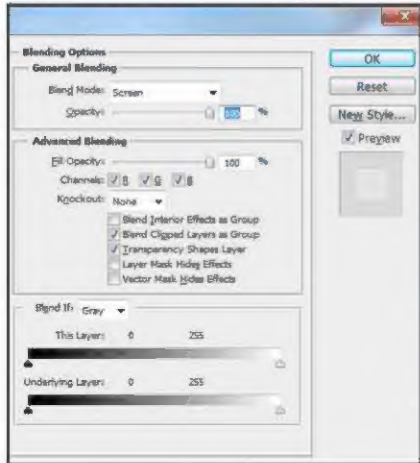 Blending Options
General Blending
Blend Mode: Screen
Opacity: %
Advanced Blending
Fill Opacity: 100 %
Channels: R G B
Knockout: None
Blend Interior Effects as Group
Blend Clipped Layers as Group
Transparency Shapes Layer
Layer Mask Hides Effects
Vector Mask Hides Effects
Blend If: Gray
This Layer: 0 255
Underlying Layer: 0 255
OK
Reset
New Style...
Preview